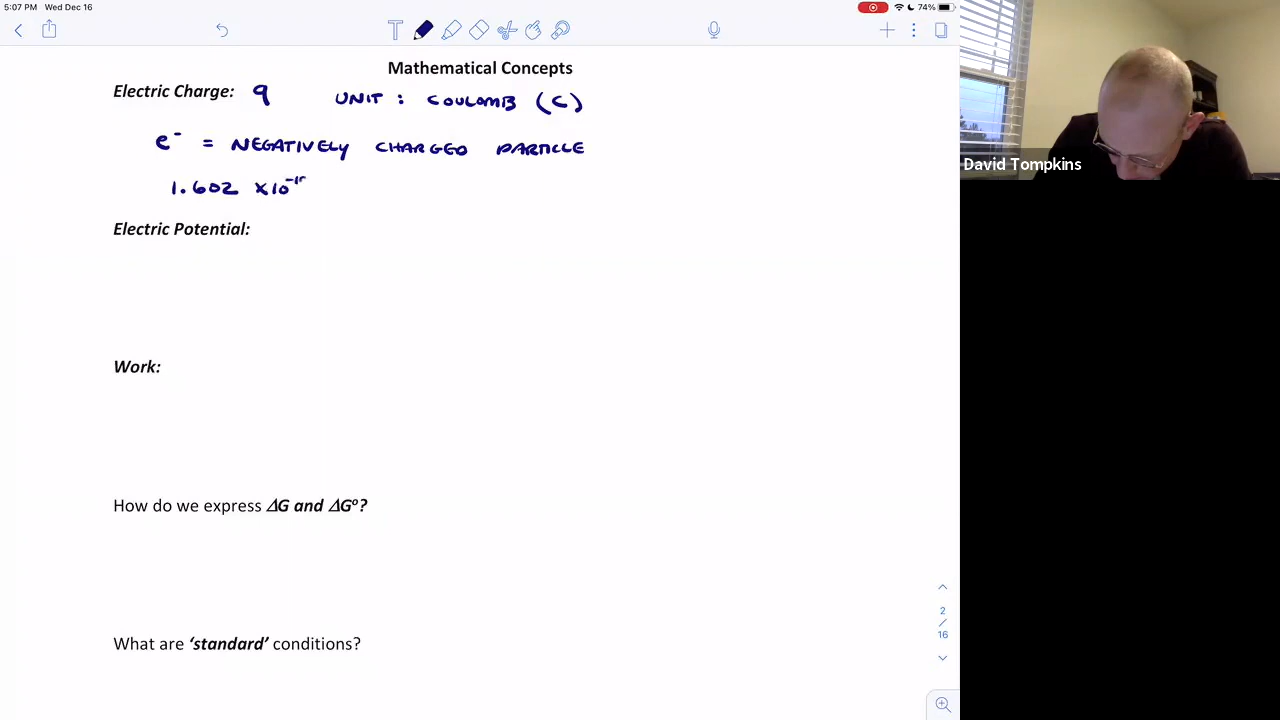 5:07 PM Wed Dec 16
74%
Mathematical Concepts
Electric Charge: q UNIT : COULOMB (C)
e⁻ = NEGATIVELY CHARGED PARTICLE
1.602 x10
David Tompkins
Electric Potential:
Work:
How do we express ΔG and ΔGº?
2
/
16
What are ‘standard’ conditions?